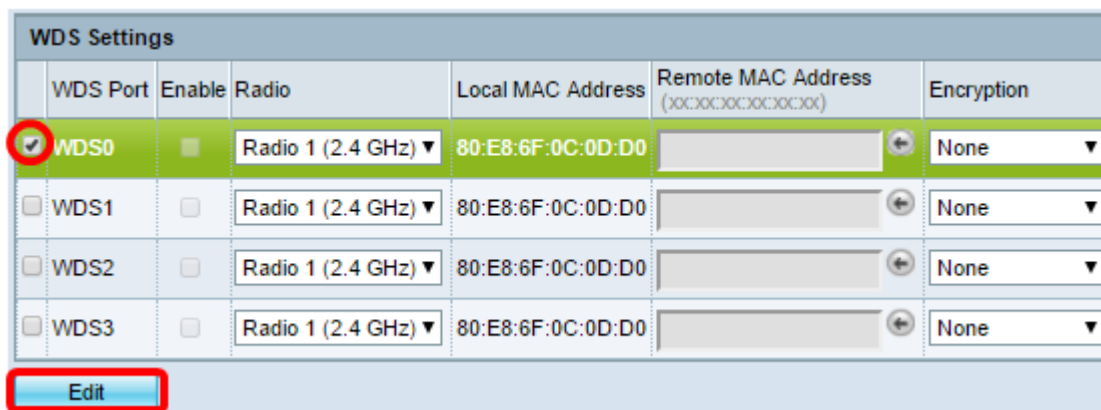 WDS Settings
WDS Port Enable Radio Local MAC Address Remote MAC Address (xx:xx:xx:xx:xx:xx) Encryption
WDS0 Radio 1 (2.4 GHz) 80:E8:6F:0C:0D:D0 None
WDS1 Radio 1 (2.4 GHz) 80:E8:6F:0C:0D:D0 None
WDS2 Radio 1 (2.4 GHz) 80:E8:6F:0C:0D:D0 None
WDS3 Radio 1 (2.4 GHz) 80:E8:6F:0C:0D:D0 None
Edit